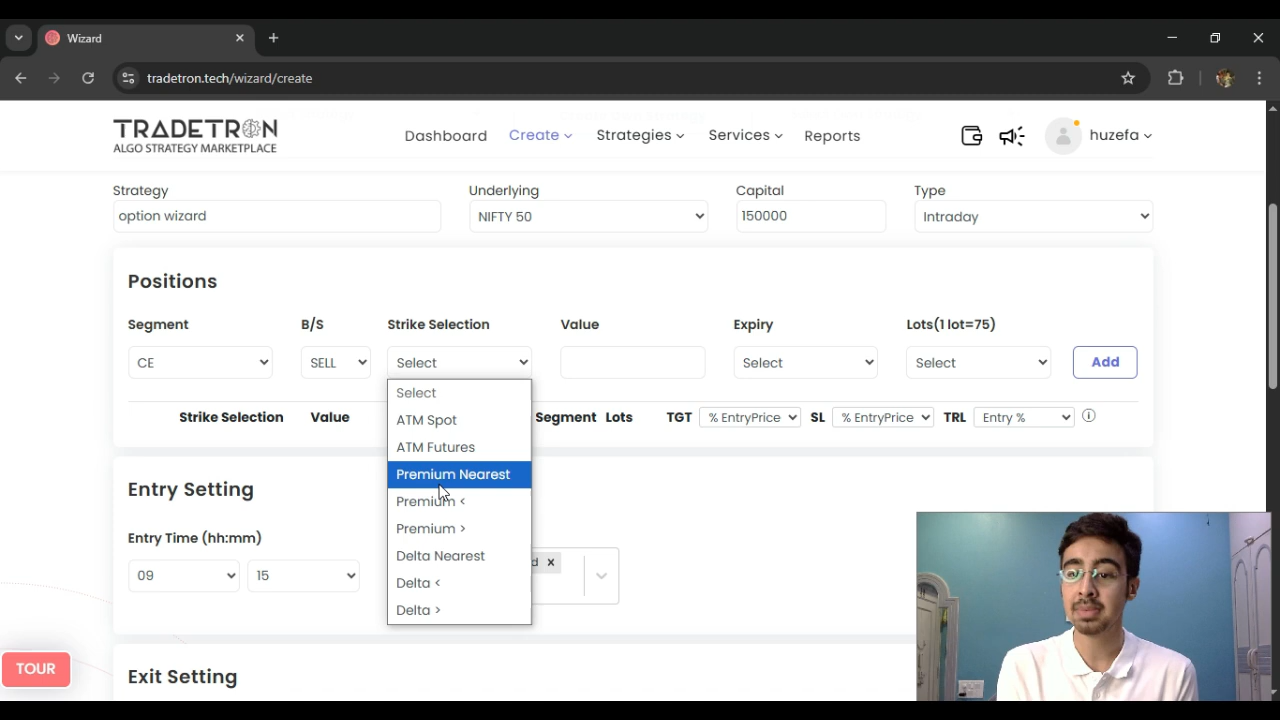 Wizard
tradetron.tech/wizard/create
TRADETRON
ALGO STRATEGY MARKETPLACE
Dashboard Create Strategies Services Reports huzefa
Strategy Underlying Capital Type
option wizard NIFTY 50 150000 Intraday
Positions
Segment B/S Strike Selection Value Expiry Lots(1 lot=75)
CE SELL Select Select Select Add
Select
ATM Spot
ATM Futures
Premium Nearest
Premium <
Premium >
Delta Nearest
Delta <
Delta >
Strike Selection Value Segment Lots TGT % EntryPrice SL % EntryPrice TRL Entry %
Entry Setting
Entry Time (hh:mm)
09 15
Exit Setting
TOUR